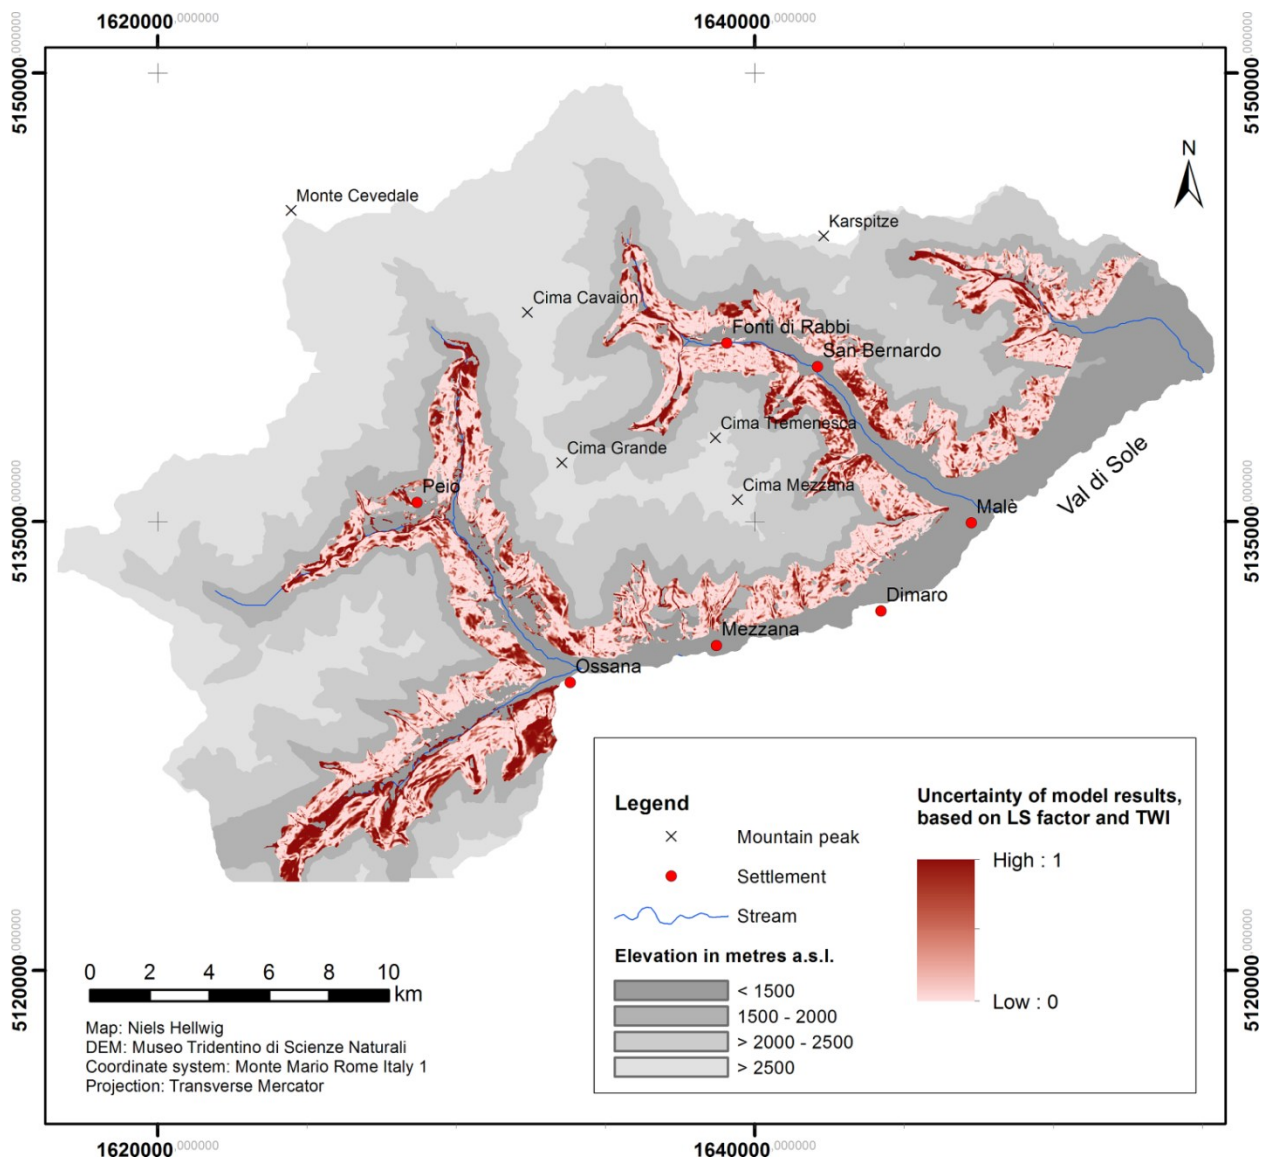 1620000,000000
1640000,000000
5150000,000000
5150000,000000
N
Monte Cevedale
Karspitze
Cima Cavaion
Fonti di Rabbi
San Bernardo
Cima Tremenesca
Cima Grande
Peio
Cima Mezzana
Val di Sole
Malè
5135000,000000
5135000,000000
Dimaro
Mezzana
Ossana
Legend
Mountain peak
Settlement
Stream
Elevation in metres a.s.l.
< 1500
1500 - 2000
> 2000 - 2500
> 2500
Uncertainty of model results,
based on LS factor and TWI
High : 1
Low : 0
0 2 4 6 8 10
km
Map: Niels Hellwig
DEM: Museo Tridentino di Scienze Naturali
Coordinate system: Monte Mario Rome Italy 1
Projection: Transverse Mercator
5120000,000000
5120000,000000
1620000,000000
1640000,000000